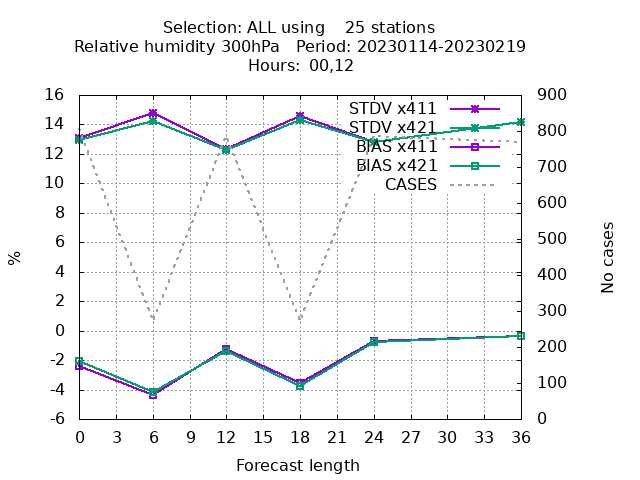 Selection: ALL using    25 stations
Relative humidity 300hPa   Period: 20230114-20230219
Hours: 00,12
16 900
14 800
12 700
10 600
8 500
6 400
4 300
2 200
0 100
-2 0
-4
-6
STDV x411
STDV x421
BIAS x411
BIAS x421
CASES
%
No cases
0 3 6 9 12 15 18 21 24 27 30 33 36
Forecast length